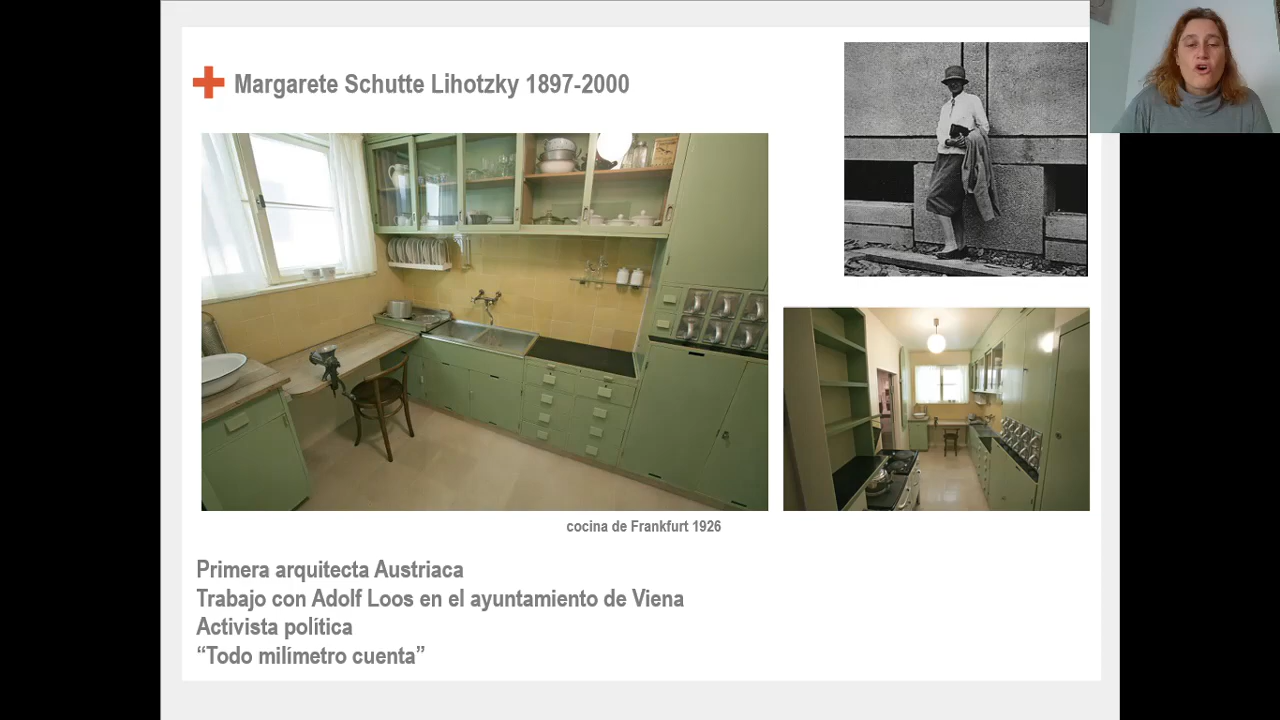 Margarete Schutte Lihotzky 1897-2000
cocina de Frankfurt 1926
Primera arquitecta Austriaca
Trabajo con Adolf Loos en el ayuntamiento de Viena
Activista política
“Todo milímetro cuenta”